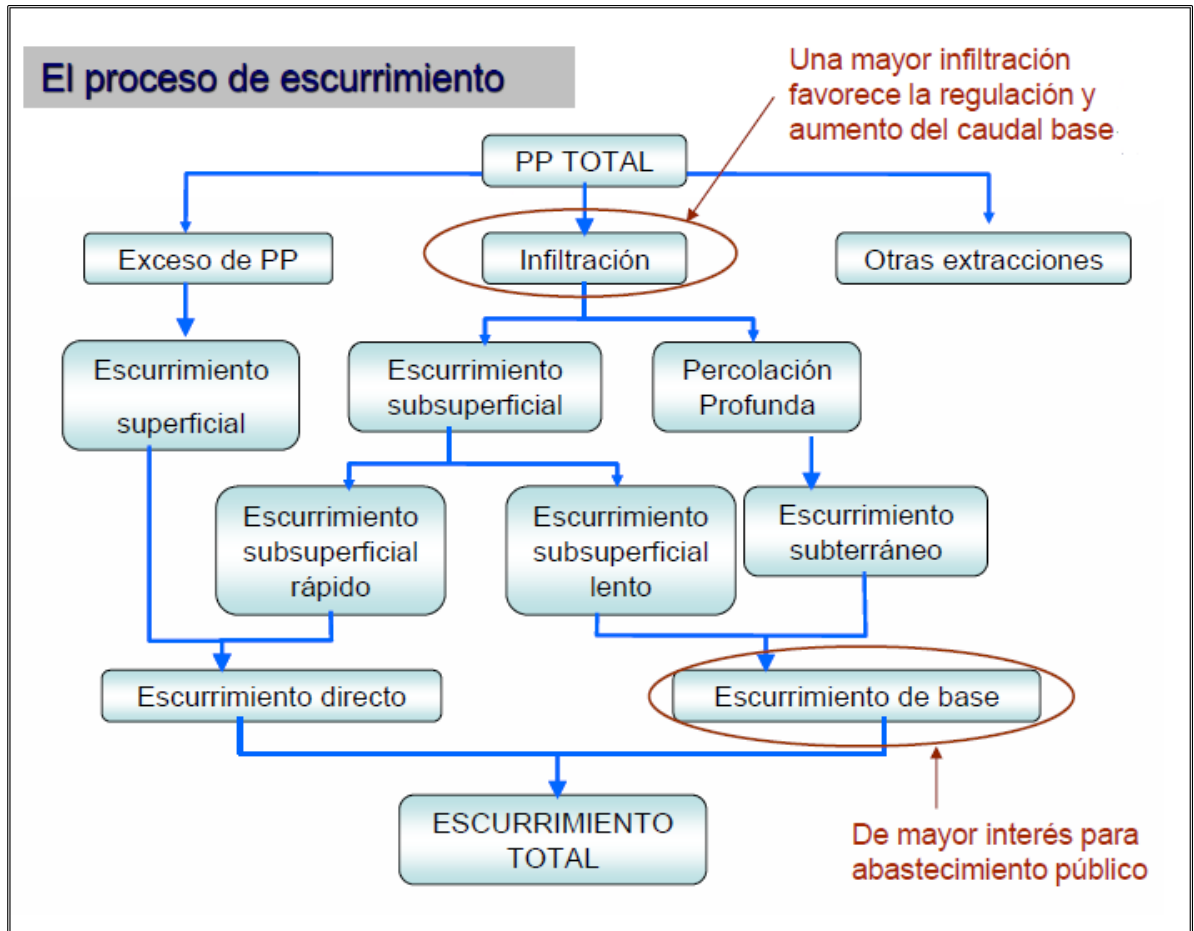 El proceso de escurrimiento
Una mayor infiltración
favorece la regulación y
aumento del caudal base
PP TOTAL
Exceso de PP
Infiltración
Otras extracciones
Escurrimiento
superficial
Escurrimiento
subsuperficial
Percolación
Profunda
Escurrimiento
subsuperficial
rápido
Escurrimiento
subsuperficial
lento
Escurrimiento
subterráneo
Escurrimiento directo
Escurrimiento de base
ESCURRIMIENTO
TOTAL
De mayor interés para
abastecimiento público